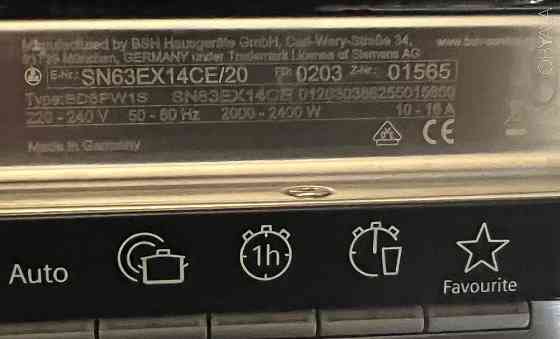 Manufactured by BSH Hausgeräte GmbH, Carl-Wery-Straße 34,
81739 München, GERMANY under Trademark License of Siemens AG
E-Nr.: SN63EX14CE/20 FD: 0203 Z-Nr.: 01565
Type: SN63EX14CE
220 - 240 V 50 - 60 Hz 2000 - 2400 W 10 - 16 A
CE
Made in Germany
Auto
1h
Favourite